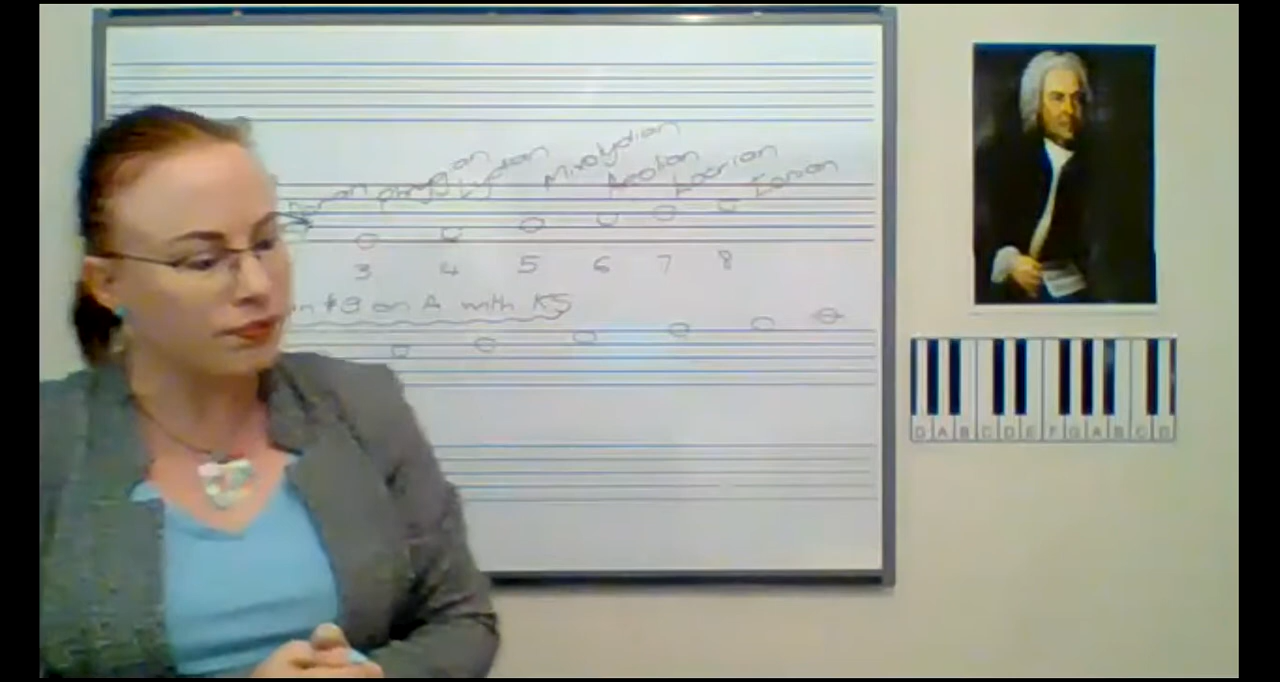 Phrygian Lydian Mixolydian Aeolian Locrian Ionian
3 4 5 6 7 8
on A with KS
G A B C D E F G A B C D